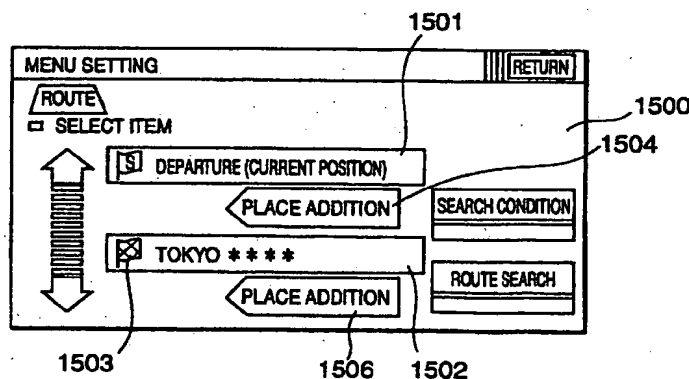 1501
MENU SETTING RETURN
ROUTE
SELECT ITEM
1500
1504
S DEPARTURE (CURRENT POSITION)
PLACE ADDITION SEARCH CONDITION
TOKYO ****
ROUTE SEARCH
PLACE ADDITION
1503 1506 1502